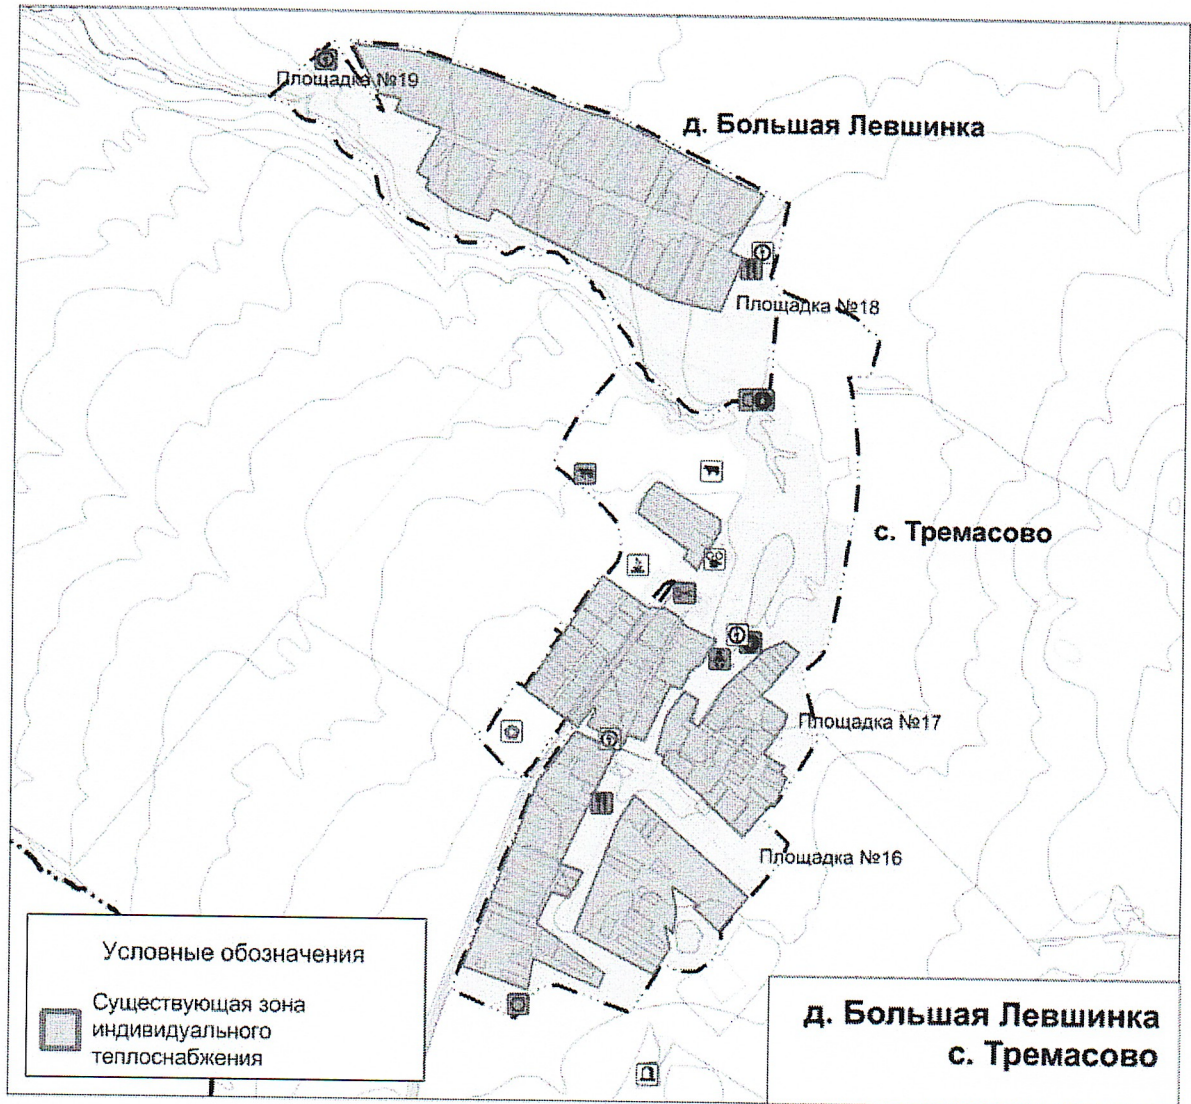 Площадка №19
д. Большая Левшинка
Площадка №18
с. Тремасово
Площадка №17
Площадка №16
Условные обозначения
Существующая зона
индивидуального
теплоснабжения
д. Большая Левшинка
с. Тремасово